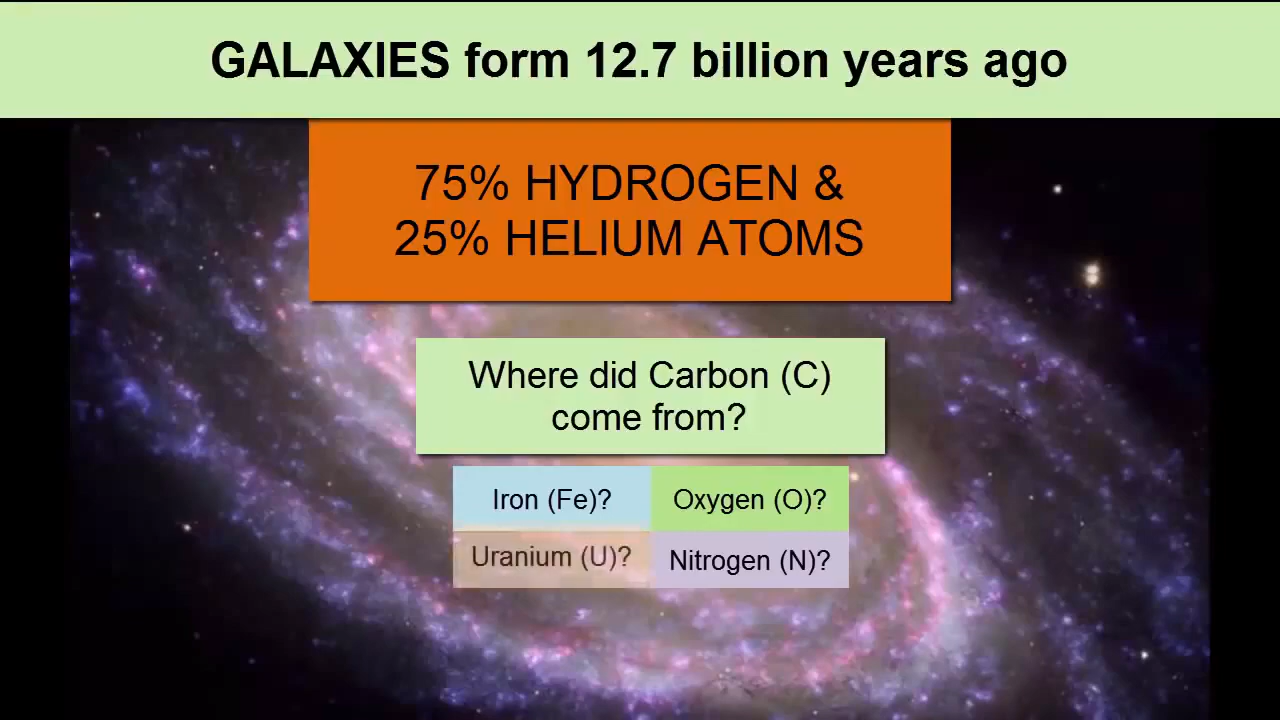 GALAXIES form 12.7 billion years ago
75% HYDROGEN &
25% HELIUM ATOMS
Where did Carbon (C)
come from?
Iron (Fe)?
Oxygen (O)?
Uranium (U)?
Nitrogen (N)?